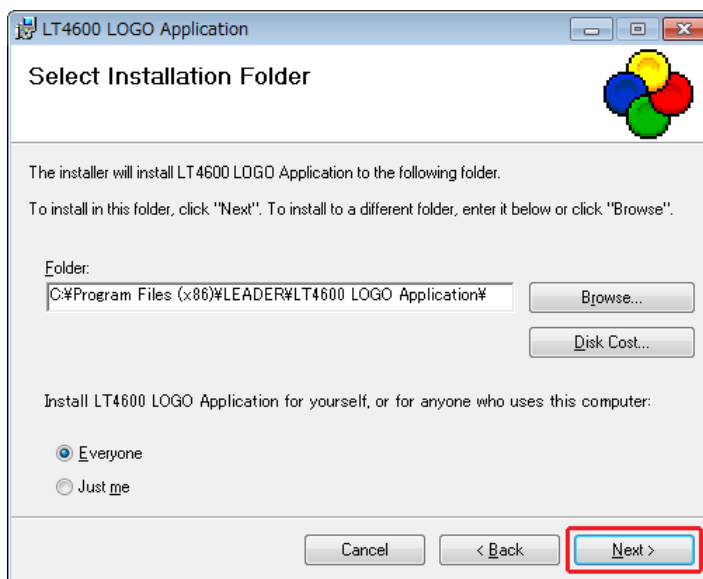 LT4600 LOGO Application
Select Installation Folder
The installer will install LT4600 LOGO Application to the following folder.
To install in this folder, click "Next". To install to a different folder, enter it below or click "Browse".
Folder:
C:¥Program Files (x86)¥LEADER¥LT4600 LOGO Application¥
Browse...
Disk Cost...
Install LT4600 LOGO Application for yourself, or for anyone who uses this computer:
Everyone
Just me
Cancel
< Back
Next >